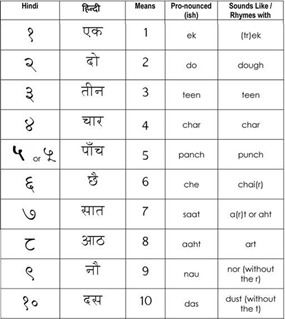 Hindi हिन्दी Means Pro-nounced (ish) Sounds Like / Rhymes with
१ एक 1 ek (tr)ek
२ दो 2 do dough
३ तीन 3 teen teen
४ चार 4 char char
५ or ५ पाँच 5 panch punch
६ छै 6 che chai(r)
७ सात 7 saat a(r)t or aht
८ आठ 8 aaht art
९ नौ 9 nau nor (without the r)
१० दस 10 das dust (without the t)